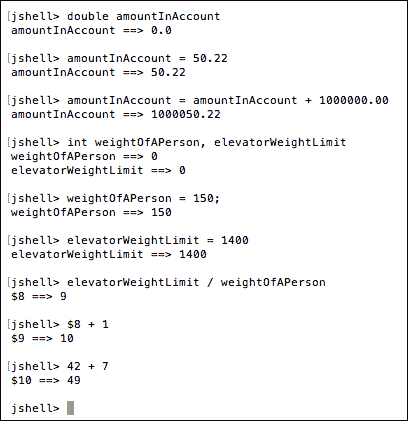 [jshell> double amountInAccount
amountInAccount ==> 0.0
[jshell> amountInAccount = 50.22
amountInAccount ==> 50.22
[jshell> amountInAccount = amountInAccount + 1000000.00
amountInAccount ==> 1000050.22
[jshell> int weightOfAPerson, elevatorWeightLimit
weightOfAPerson ==> 0
elevatorWeightLimit ==> 0
[jshell> weightOfAPerson = 150;
weightOfAPerson ==> 150
[jshell> elevatorWeightLimit = 1400
elevatorWeightLimit ==> 1400
[jshell> elevatorWeightLimit / weightOfAPerson
$8 ==> 9
[jshell> $8 + 1
$9 ==> 10
[jshell> 42 + 7
$10 ==> 49
jshell>